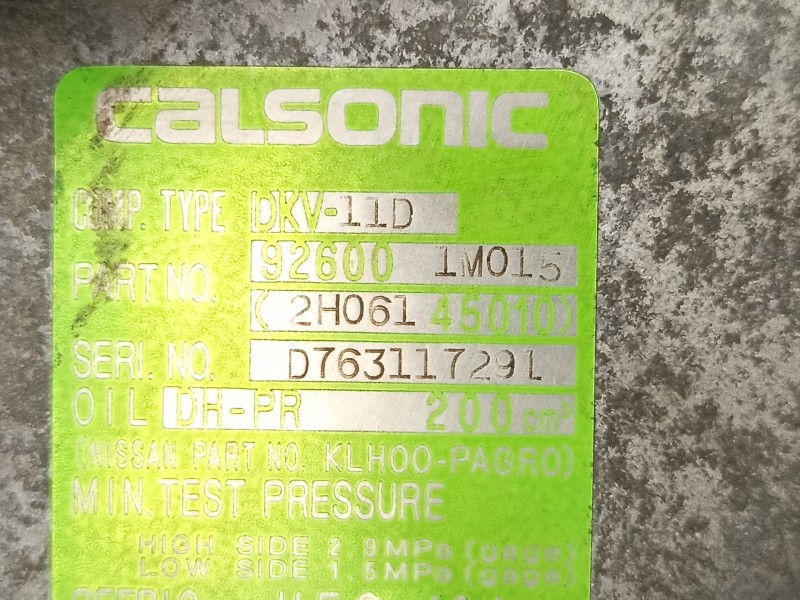 CALSONIC
COMP. TYPE DKV-11D
PART NO. 92600 1M015
(2H061 45010)
SERI. NO. D76311729L
OIL DH-PR 200cm³
(NISSAN PART NO. KLH00-PAGR0)
MIN. TEST PRESSURE
HIGH SIDE 2.9MPa (gage)
LOW SIDE 1.5MPa (gage)